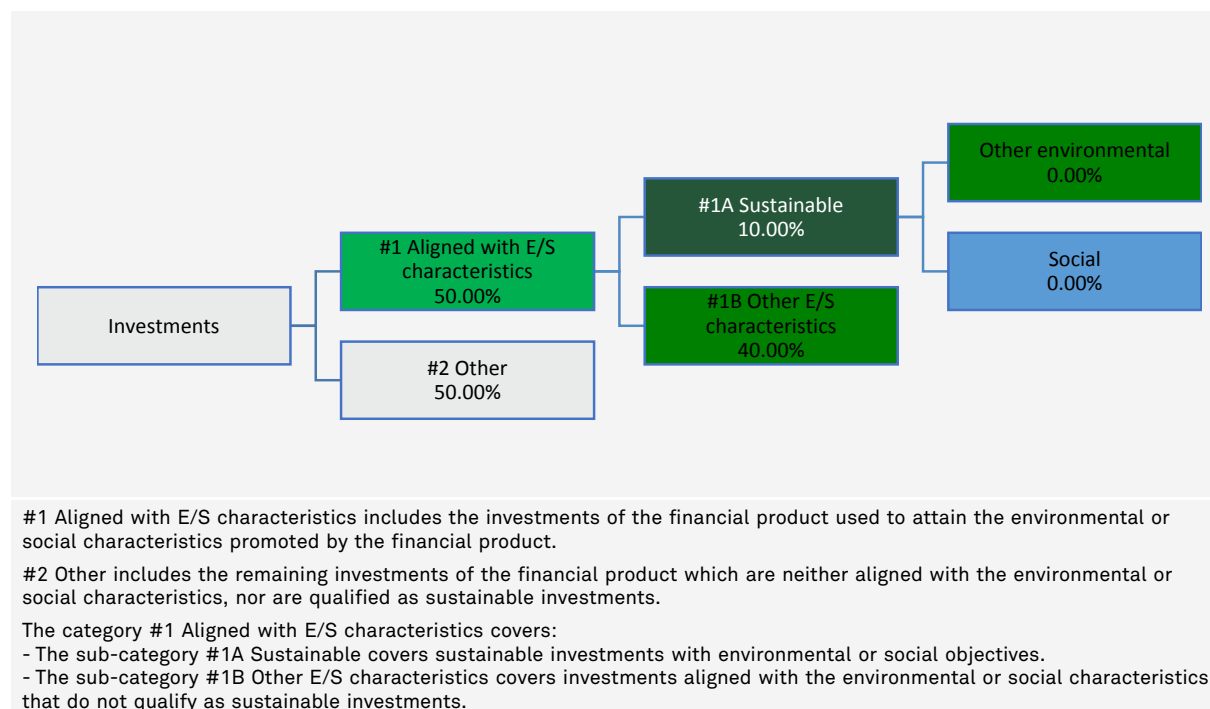 Investments
#1 Aligned with E/S
characteristics
50.00%
#2 Other
50.00%
#1A Sustainable
10.00%
#1B Other E/S
characteristics
40.00%
Other environmental
0.00%
Social
0.00%
#1 Aligned with E/S characteristics includes the investments of the financial product used to attain the environmental or
social characteristics promoted by the financial product.
#2 Other includes the remaining investments of the financial product which are neither aligned with the environmental or
social characteristics, nor are qualified as sustainable investments.
The category #1 Aligned with E/S characteristics covers:
- The sub-category #1A Sustainable covers sustainable investments with environmental or social objectives.
- The sub-category #1B Other E/S characteristics covers investments aligned with the environmental or social characteristics
that do not qualify as sustainable investments.